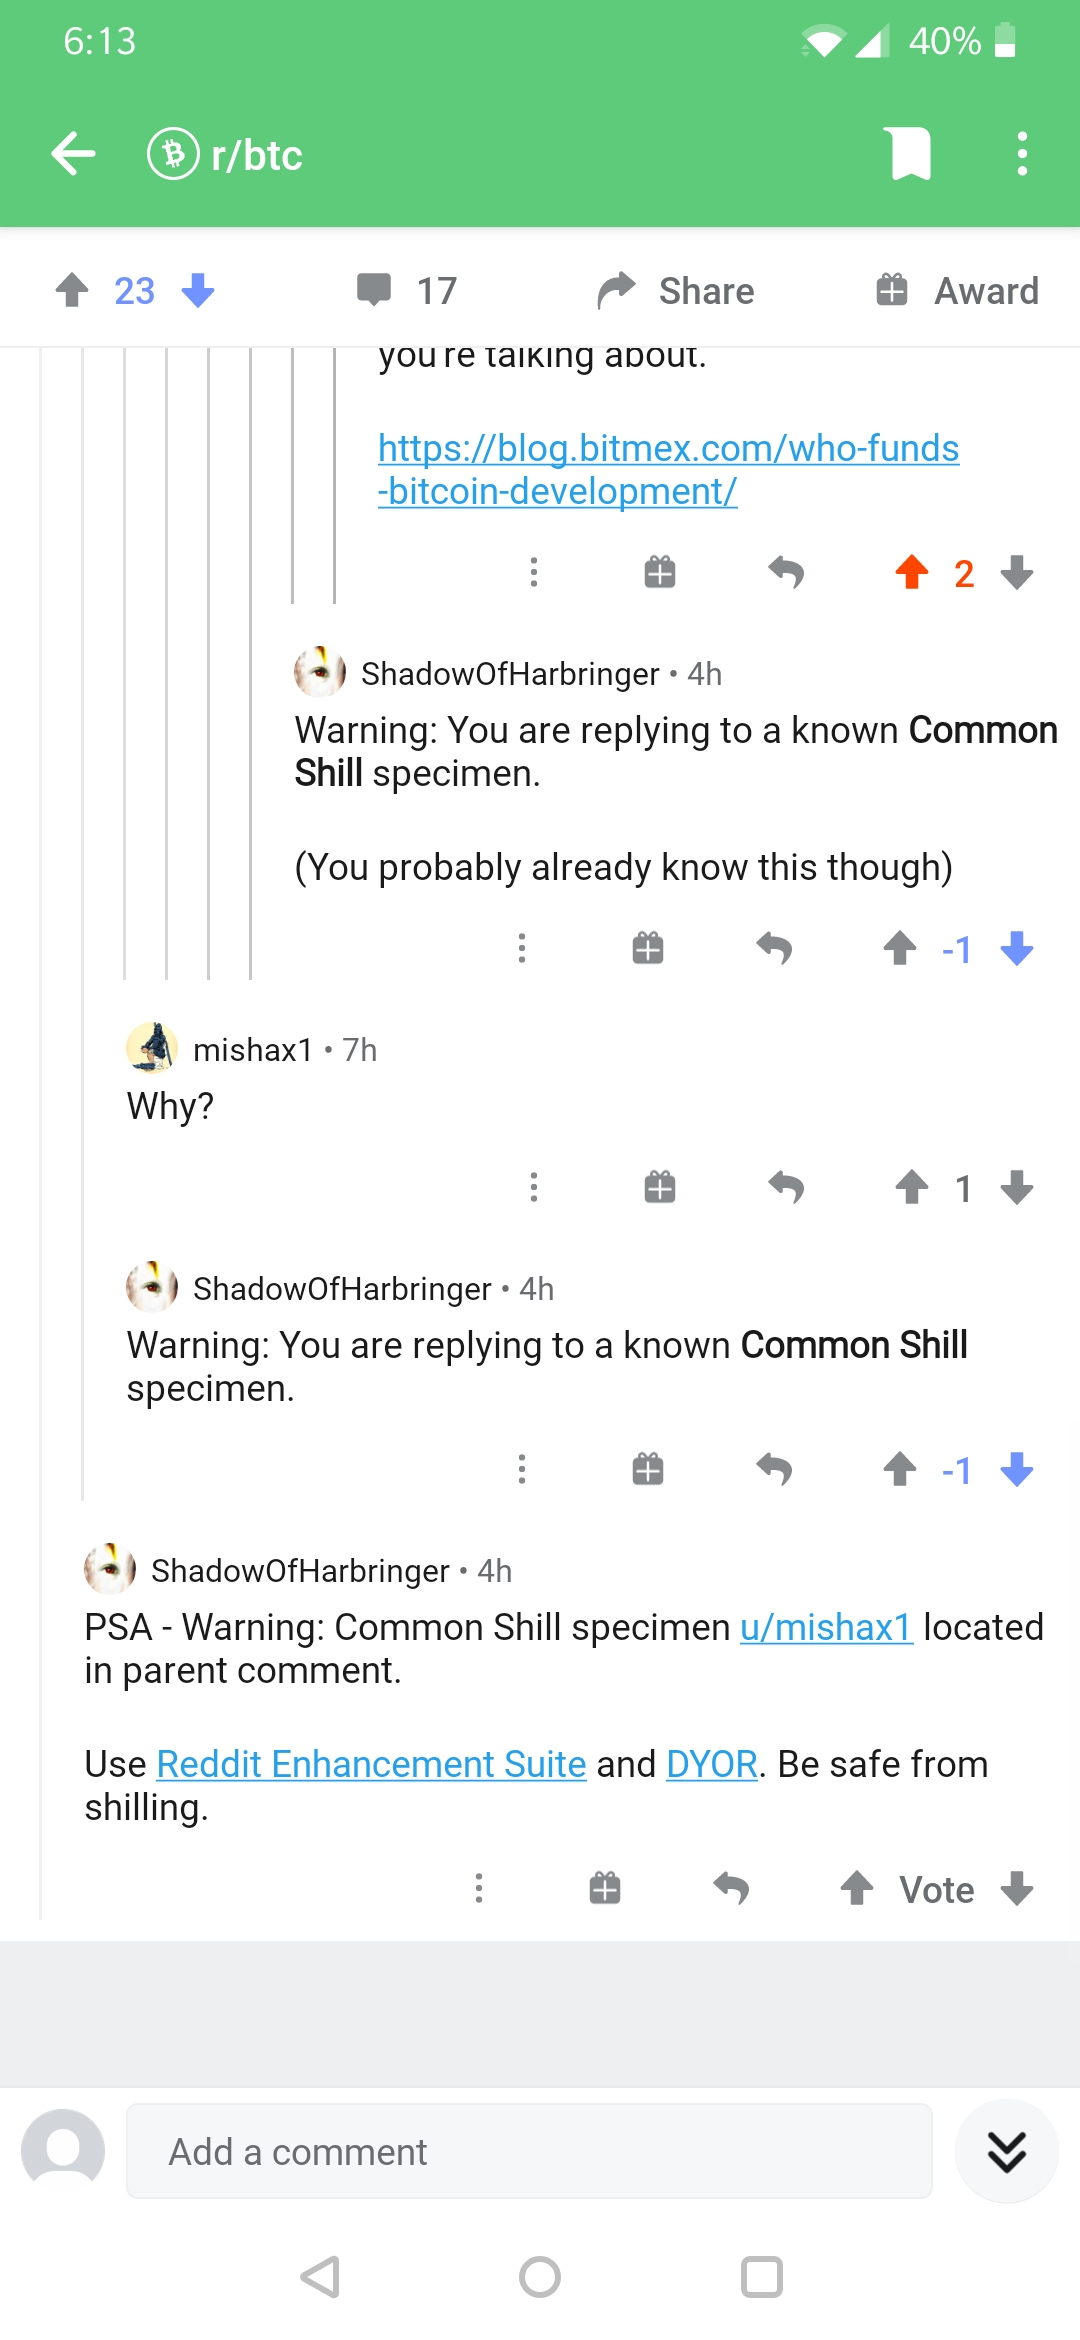 6:13
40%
r/btc
23
17
Share
Award
you're talking about.
https://blog.bitmex.com/who-funds
-bitcoin-development/
2
ShadowOfHarbringer • 4h
Warning: You are replying to a known Common
Shill specimen.
(You probably already know this though)
-1
mishax1 • 7h
Why?
1
ShadowOfHarbringer • 4h
Warning: You are replying to a known Common Shill
specimen.
-1
ShadowOfHarbringer • 4h
PSA - Warning: Common Shill specimen u/mishax1 located
in parent comment.
Use Reddit Enhancement Suite and DYOR. Be safe from
shilling.
Vote
Add a comment